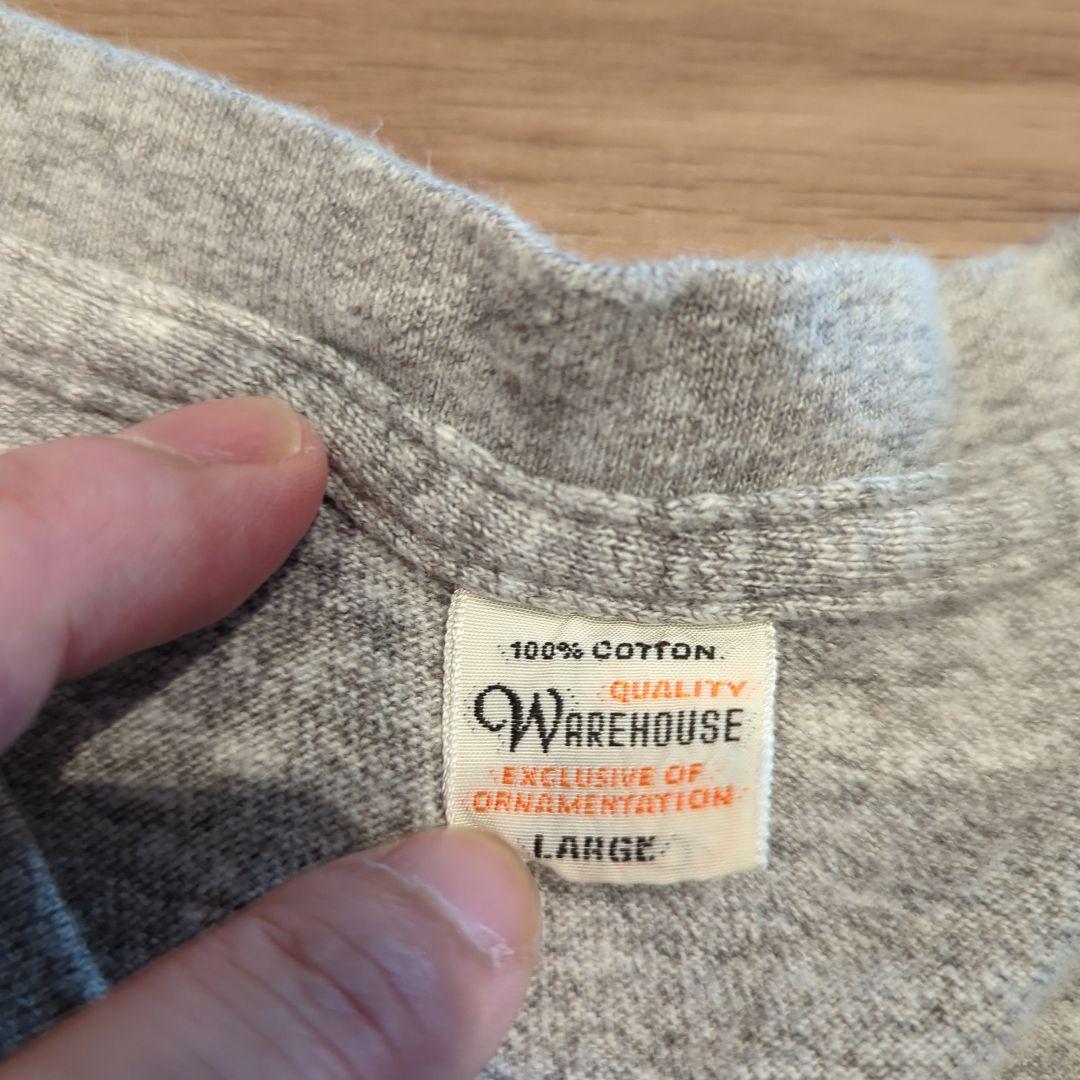 100% COTTON
QUALITY
WAREHOUSE
EXCLUSIVE OF
ORNAMENTATION
LARGE